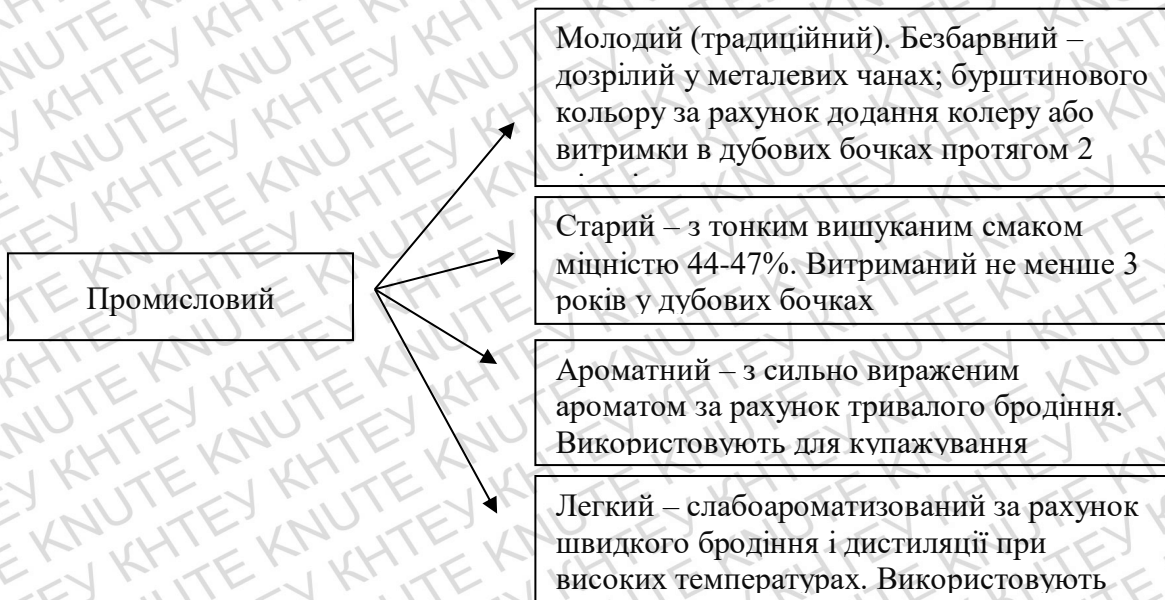 Промисловий
Молодий (традиційний). Безбарвний –
дозрілий у металевих чанах; бурштинового
кольору за рахунок додання колеру або
витримки в дубових бочках протягом 2
Старий – з тонким вишуканим смаком
міцністю 44-47%. Витриманий не менше 3
років у дубових бочках
Ароматний – з сильно вираженим
ароматом за рахунок тривалого бродіння.
Використовують для купажування
Легкий – слабоароматизований за рахунок
швидкого бродіння і дистиляції при
високих температурах. Використовують